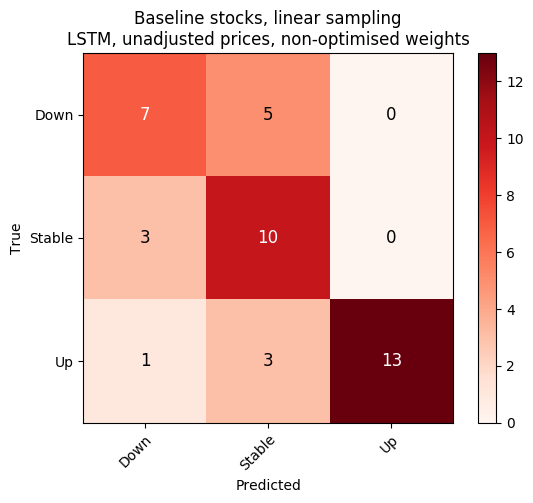 Baseline stocks, linear sampling
LSTM, unadjusted prices, non-optimised weights
True
Down
7 5 0
Stable
3 10 0
Up
1 3 13
Down Stable Up
Predicted
12
10
8
6
4
2
0